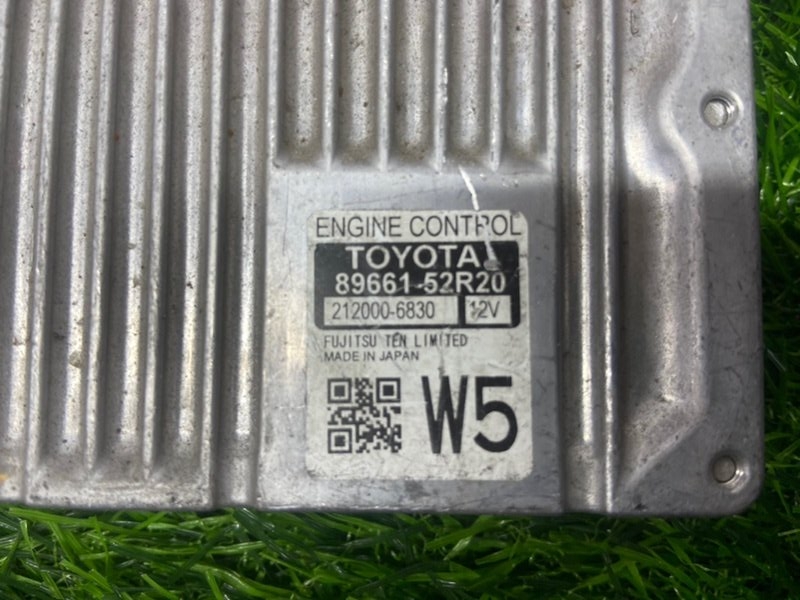 ENGINE CONTROL
TOYOTA
89661-52R20
212000-6830 12V
FUJITSU TEN LIMITED
MADE IN JAPAN
W5